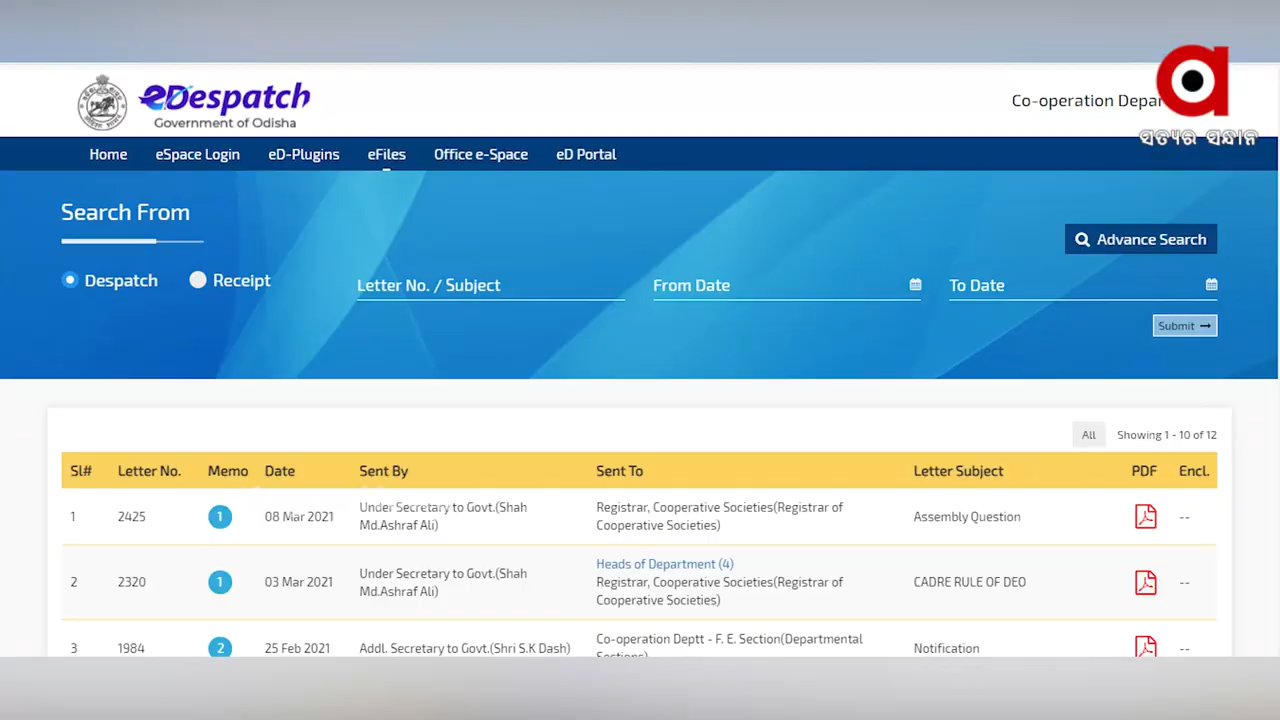 eDespatch
Government of Odisha
Co-operation Depar
ସତ୍ୟର ସନ୍ଧାନ
Home eSpace Login eD-Plugins eFiles Office e-Space eD Portal
Search From
Advance Search
Despatch Receipt Letter No. / Subject From Date To Date
Submit
All Showing 1 - 10 of 12
Sl# Letter No. Memo Date Sent By Sent To Letter Subject PDF Encl.
1 2425 1 08 Mar 2021 Under Secretary to Govt.(Shah Md.Ashraf Ali) Registrar, Cooperative Societies(Registrar of Cooperative Societies) Assembly Question --
2 2320 1 03 Mar 2021 Under Secretary to Govt.(Shah Md.Ashraf Ali) Heads of Department (4) Registrar, Cooperative Societies(Registrar of Cooperative Societies) CADRE RULE OF DEO --
3 1984 2 25 Feb 2021 Addl. Secretary to Govt.(Shri S.K Dash) Co-operation Deptt - F. E. Section(Departmental Sections) Notification --